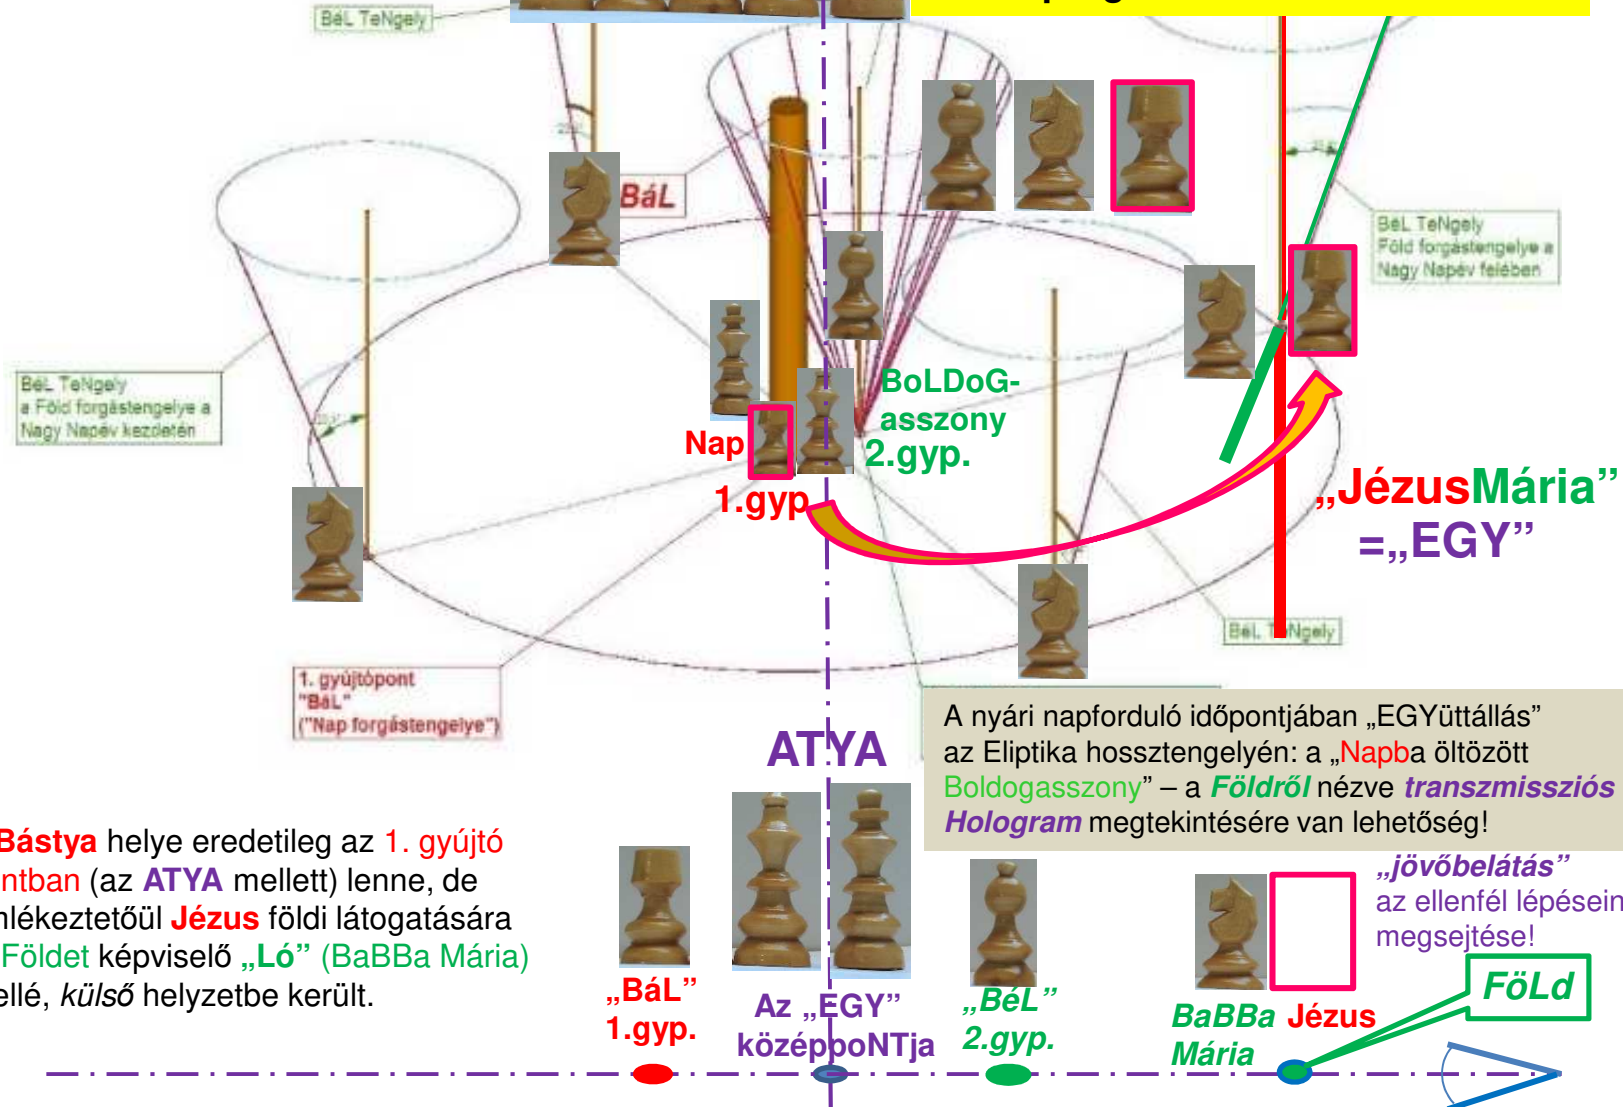 BéL TeNgely
BáL
BéL TeNgely
Föld forgástengelye a
Nagy Napév felében
BéL TeNgely
a Föld forgástengelye a
Nagy Napév kezdetén
BoLDoG-
asszony
2.gyp.
Nap
1.gyp
„JézusMária”
=„EGY”
BéL TeNgely
1. gyújtópont
"BáL"
("Nap forgástengelye")
ATYA
A nyári napforduló időpontjában „EGYüttállás”
az Eliptika hossztengelyén: a „Napba öltözött
Boldogasszony” – a Földről nézve transzmissziós
Hologram megtekintésére van lehetőség!
Bástya helye eredetileg az 1. gyújtó
ntban (az ATYA mellett) lenne, de
nlékeztetőül Jézus földi látogatására
Földet képviselő „Ló” (BaBBa Mária)
ellé, külső helyzetbe került.
„jövőbelátás”
az ellenfél lépésein
megsejtése!
FöLd
„BáL”
1.gyp.
Az „EGY”
középpoNTja
„BéL”
2.gyp.
BaBBa Jézus
Mária